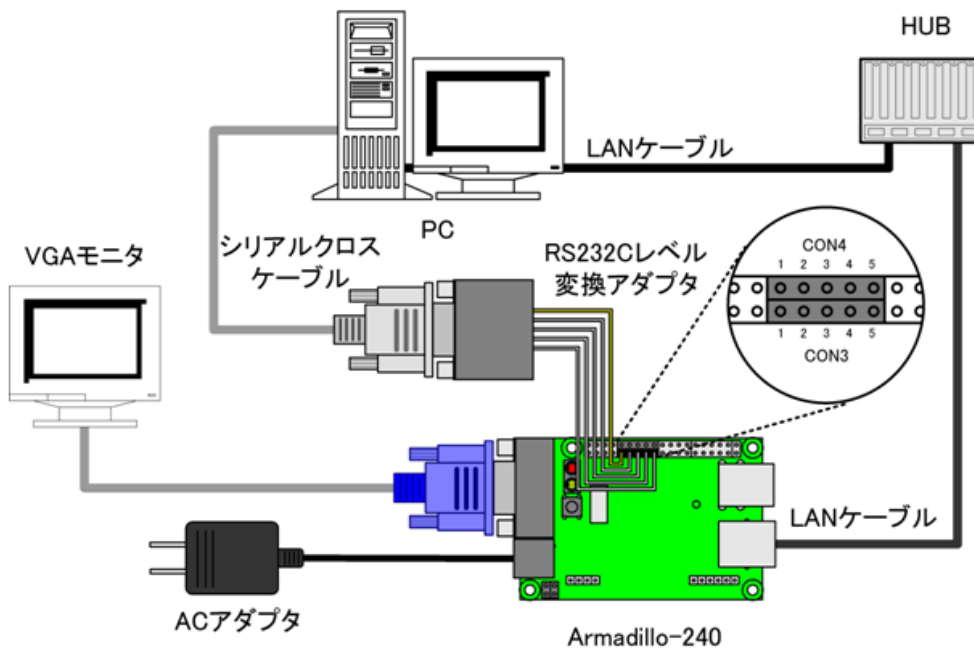 HUB
LANケーブル
PC
シリアルクロス
ケーブル
VGAモニタ
RS232Cレベル
変換アダプタ
CON4
1 2 3 4 5
1 2 3 4 5
CON3
LANケーブル
ACアダプタ
Armadillo-240